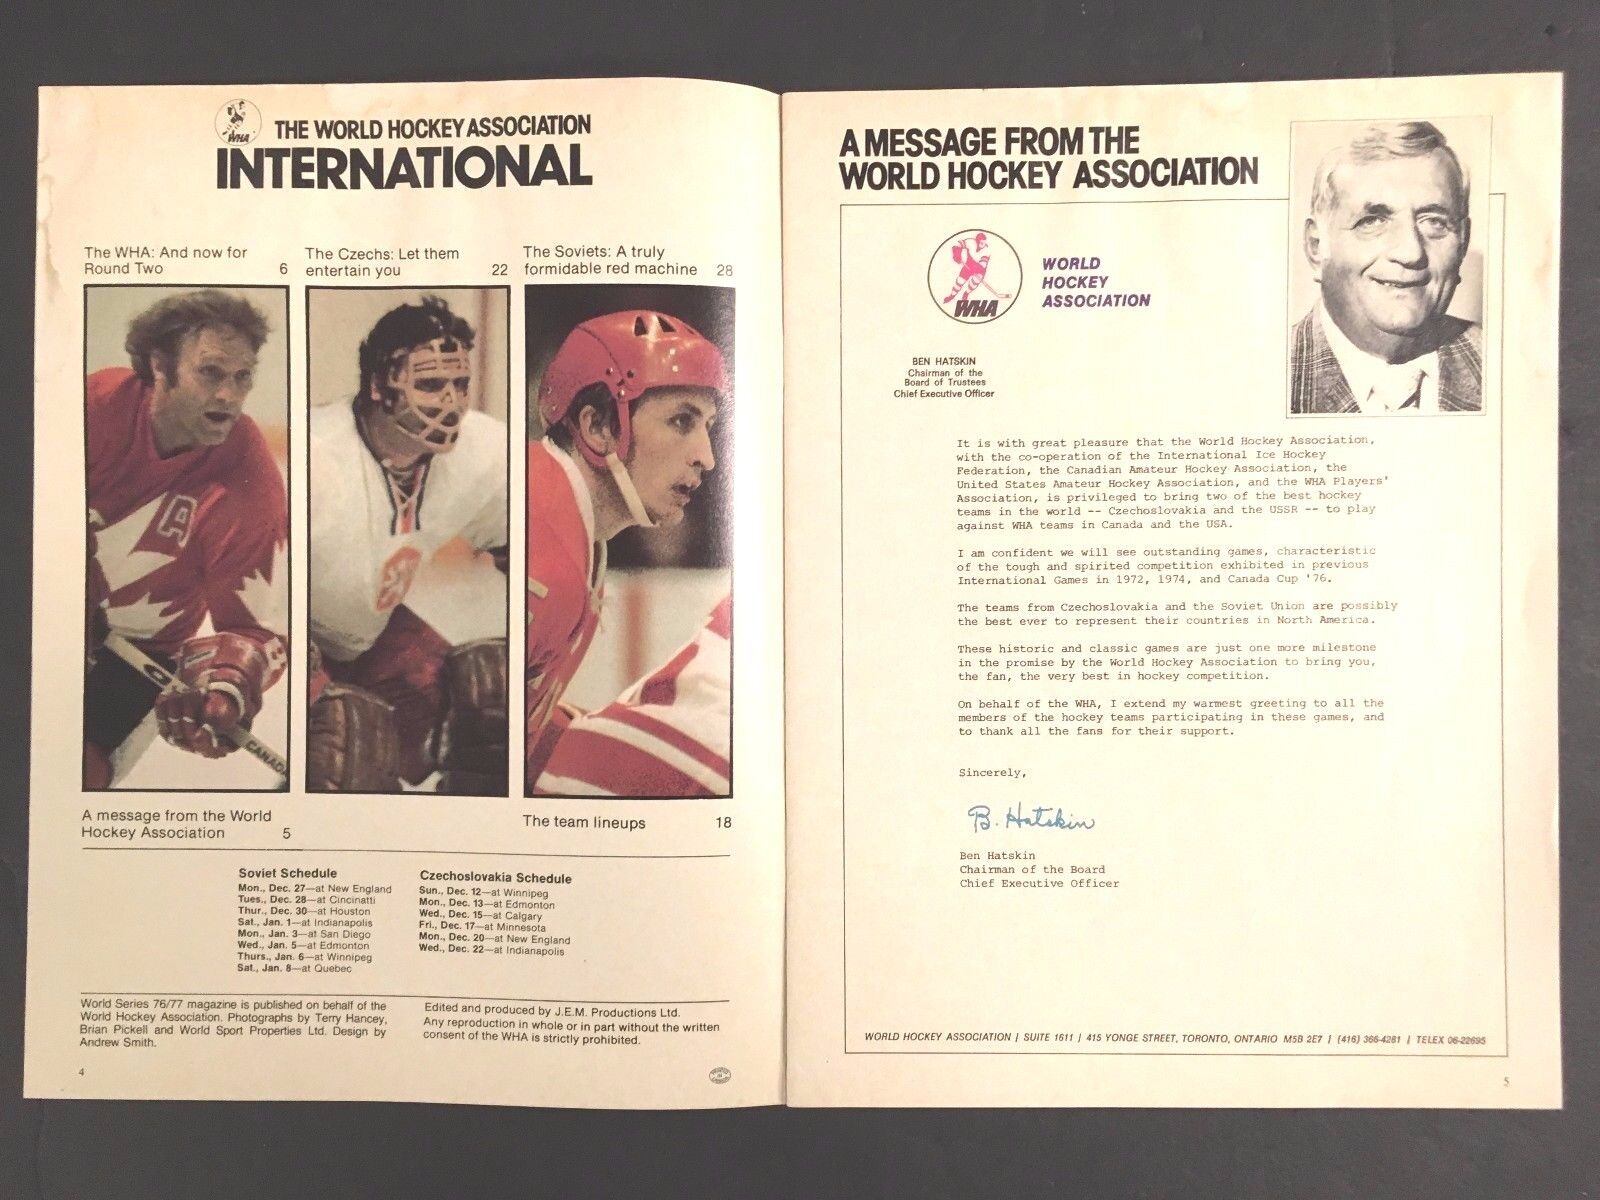 WHA
THE WORLD HOCKEY ASSOCIATION
INTERNATIONAL
The WHA: And now for
Round Two 6
The Czechs: Let them
entertain you 22
The Soviets: A truly
formidable red machine 28
A
CANADA
A message from the World
Hockey Association 5
The team lineups 18
Soviet Schedule
Mon., Dec. 27—at New England
Tues., Dec. 28—at Cincinatti
Thur., Dec. 30—at Houston
Sat., Jan. 1—at Indianapolis
Mon., Jan. 3—at San Diego
Wed., Jan. 5—at Edmonton
Thurs., Jan. 6—at Winnipeg
Sat., Jan. 8—at Quebec
Czechoslovakia Schedule
Sun., Dec. 12—at Winnipeg
Mon., Dec. 13—at Edmonton
Wed., Dec. 15—at Calgary
Fri., Dec. 17—at Minnesota
Mon., Dec. 20—at New England
Wed., Dec. 22—at Indianapolis
World Series 76/77 magazine is published on behalf of the
World Hockey Association. Photographs by Terry Hancey,
Brian Pickell and World Sport Properties Ltd. Design by
Andrew Smith.
Edited and produced by J.E.M. Productions Ltd.
Any reproduction in whole or in part without the written
consent of the WHA is strictly prohibited.
4
A MESSAGE FROM THE
WORLD HOCKEY ASSOCIATION
WHA
WORLD
HOCKEY
ASSOCIATION
BEN HATSKIN
Chairman of the
Board of Trustees
Chief Executive Officer
It is with great pleasure that the World Hockey Association,
with the co-operation of the International Ice Hockey
Federation, the Canadian Amateur Hockey Association, the
United States Amateur Hockey Association, and the WHA Players'
Association, is privileged to bring two of the best hockey
teams in the world -- Czechoslovakia and the USSR -- to play
against WHA teams in Canada and the USA.
I am confident we will see outstanding games, characteristic
of the tough and spirited competition exhibited in previous
International Games in 1972, 1974, and Canada Cup '76.
The teams from Czechoslovakia and the Soviet Union are possibly
the best ever to represent their countries in North America.
These historic and classic games are just one more milestone
in the promise by the World Hockey Association to bring you,
the fan, the very best in hockey competition.
On behalf of the WHA, I extend my warmest greeting to all the
members of the hockey teams participating in these games, and
to thank all the fans for their support.
Sincerely,
B. Hatskin
Ben Hatskin
Chairman of the Board
Chief Executive Officer
WORLD HOCKEY ASSOCIATION | SUITE 1611 | 415 YONGE STREET, TORONTO, ONTARIO M5B 2E7 | (416) 366-4281 | TELEX 06-22695
5